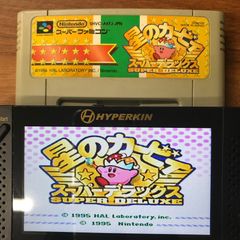 Nintendo
SHVC-AKFJ-JPN
スーパーファミコン
星のカービィ
スーパーデラックス
SUPER DELUXE
HYPERKIN
星のカービィ
スーパーデラックス
SUPER DELUXE
© 1995 HAL Laboratory, inc.
© 1995 Nintendo